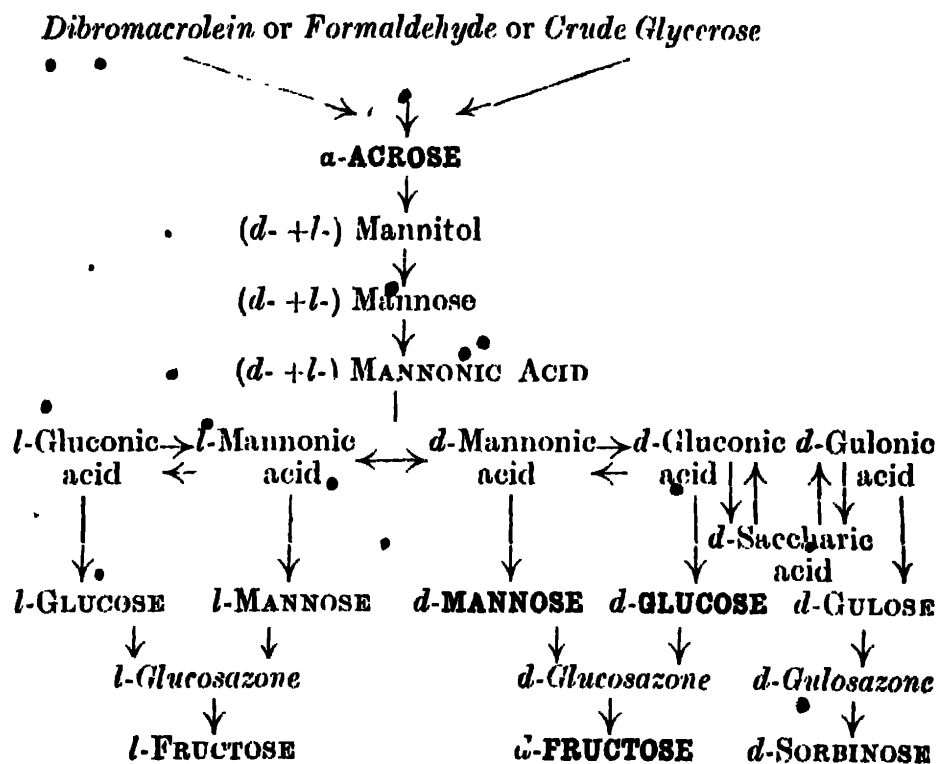 Dibromacrolein or Formaldehyde or Crude Glycerose
α-ACROSE
(d- +l-) Mannitol
(d- +l-) Mannose
(d- +l-) MANNONIC ACID
l-Gluconic l-Mannonic d-Mannonic d-Gluconic d-Gulonic
acid acid acid acid acid
d-Saccharic
acid
l-GLUCOSE l-MANNOSE d-MANNOSE d-GLUCOSE d-GULOSE
l-Glucosazone d-Glucosazone d-Gulosazone
l-FRUCTOSE d-FRUCTOSE d-SORBINOSE